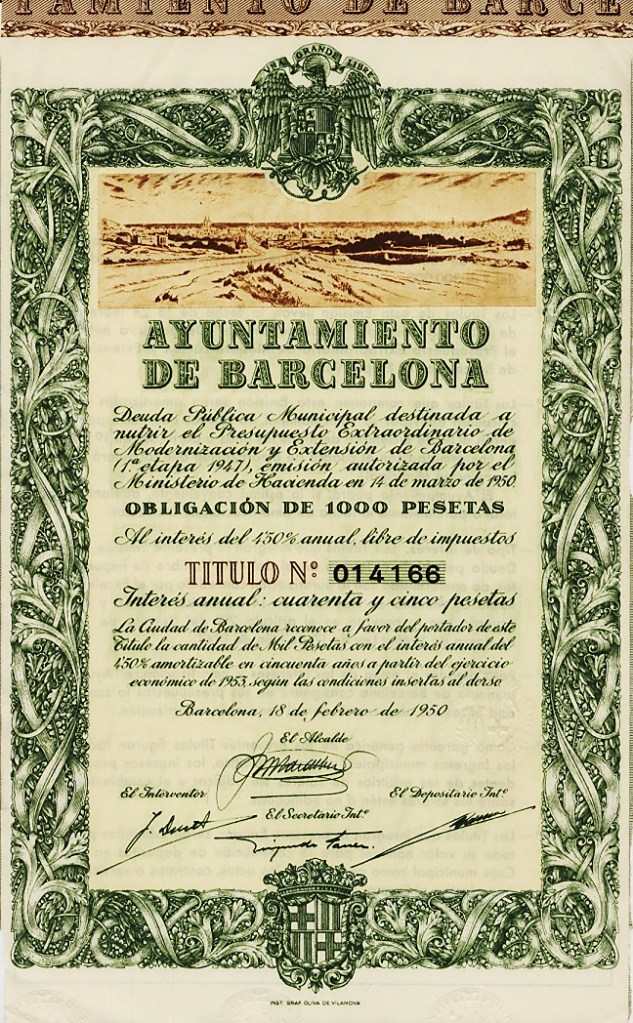 TAMIENTO DE BARCE
UNA GRANDE LIBRE
AYUNTAMIENTO
DE BARCELONA
Deuda Pública Municipal destinada a
nutrir el Presupuesto Extraordinario de
Modernización y Extensión de Barcelona
(1.ª etapa 1947), emisión autorizada por el
Ministerio de Hacienda en 14 de marzo de 1950.
OBLIGACIÓN DE 1000 PESETAS
Al interés del 4'50% anual, libre de impuestos
TITULO Nº 014166
Interés anual: cuarenta y cinco pesetas
La Ciudad de Barcelona reconoce a favor del portador de este
Título la cantidad de Mil Pesetas con el interés anual del
4'50% amortizable en cincuenta años a partir del ejercicio
económico de 1953, según las condiciones insertas al dorso
Barcelona, 18 de febrero de 1950
El Alcalde
El Interventor
El Depositario Intº
El Secretario Intº
INST. GRAF. OLIVA DE VILANOVA